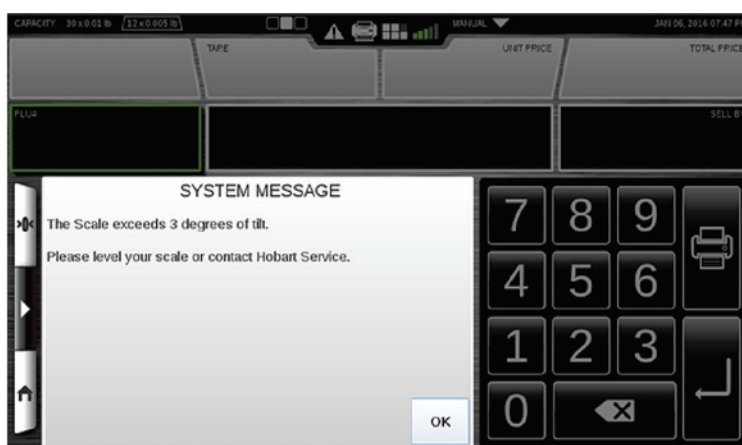 CAPACITY 30 x 0.01 lb 12 x 0.005 lb MANUAL JAN 06, 2016 07:47 P
TARE UNIT PRICE TOTAL PRICE
PLU# SELL BY
SYSTEM MESSAGE
The Scale exceeds 3 degrees of tilt.
Please level your scale or contact Hobart Service.
OK
7 8 9
4 5 6
1 2 3
0
>0<